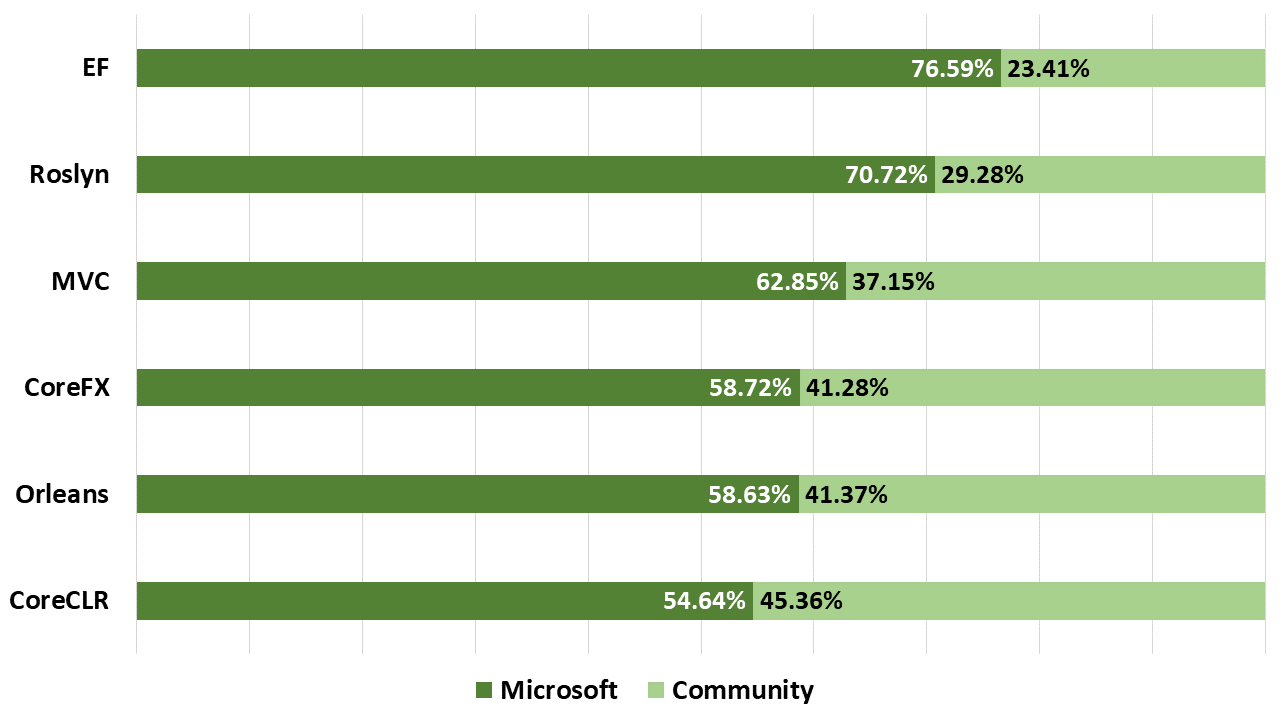 EF 76.59% 23.41%
Roslyn 70.72% 29.28%
MVC 62.85% 37.15%
CoreFX 58.72% 41.28%
Orleans 58.63% 41.37%
CoreCLR 54.64% 45.36%
Microsoft Community